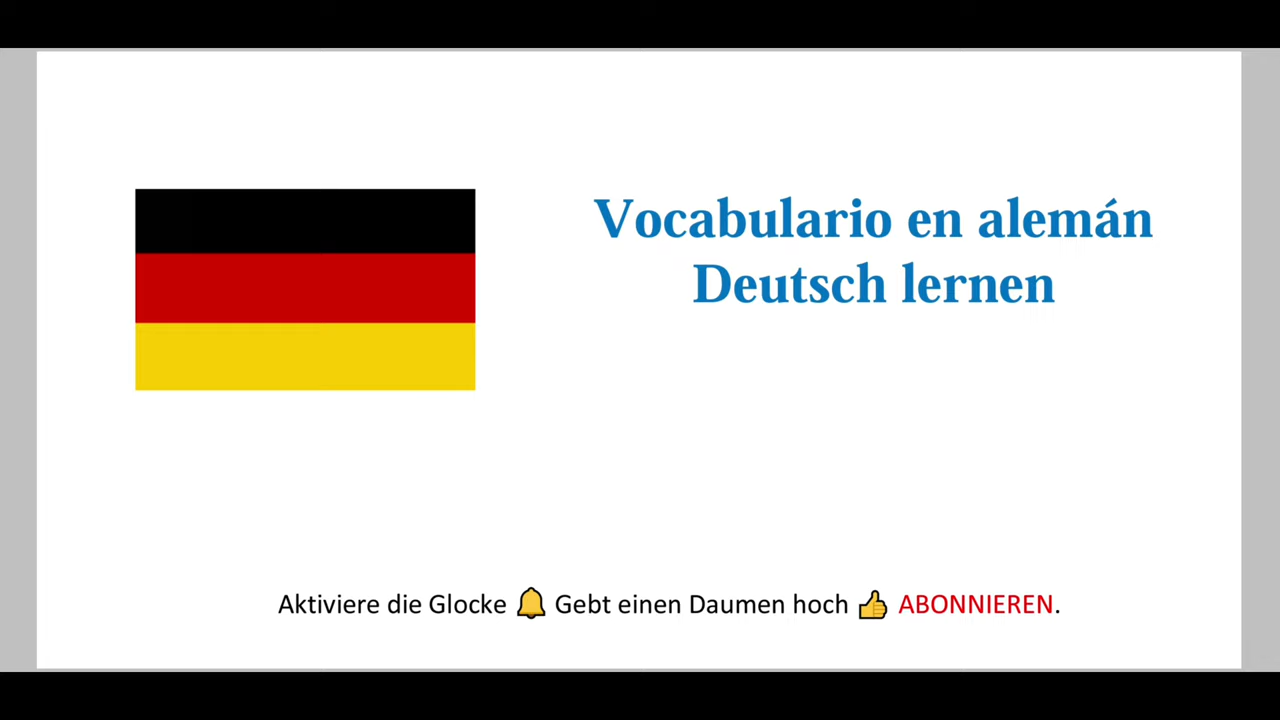 Vocabulario en alemán
Deutsch lernen
Aktiviere die Glocke 🔔 Gebt einen Daumen hoch 👍 ABONNIEREN.